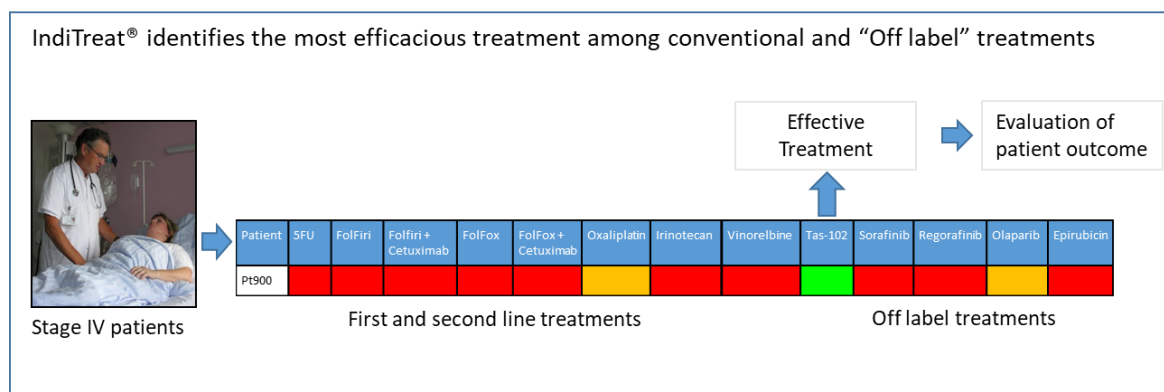 IndiTreat® identifies the most efficacious treatment among conventional and “Off label” treatments
Effective
Treatment
Evaluation of
patient outcome
Patient 5FU FolFiri Folfiri + Cetuximab FolFox FolFox + Cetuximab Oxaliplatin Irinotecan Vinorelbine Tas-102 Sorafinib Regorafinib Olaparib Epirubicin
Pt900
Stage IV patients
First and second line treatments
Off label treatments